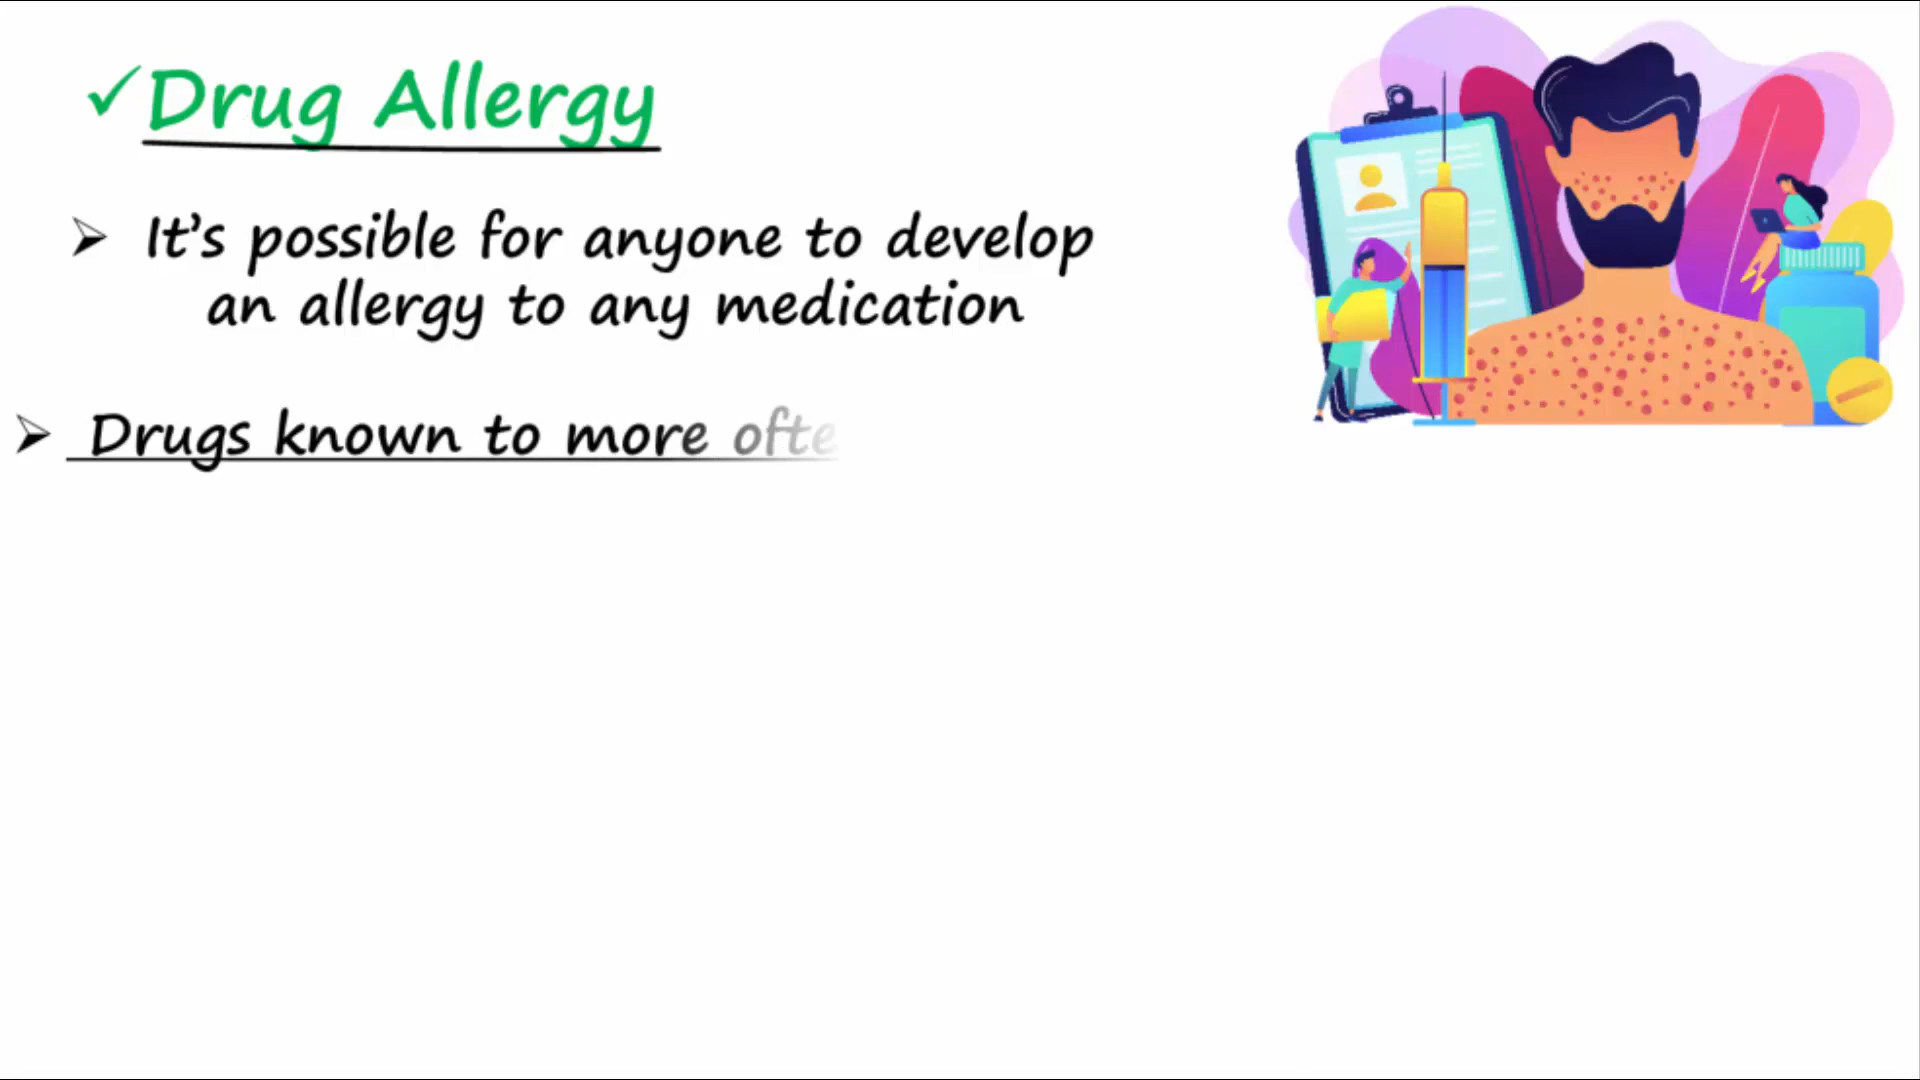 ✓Drug Allergy
➢ It's possible for anyone to develop
an allergy to any medication
➢ Drugs known to more ofte